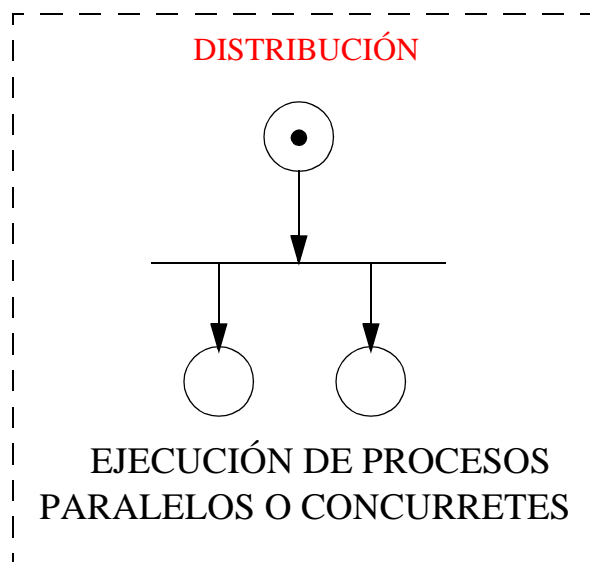 DISTRIBUCIÓN
EJECUCIÓN DE PROCESOS
PARALELOS O CONCURRETES